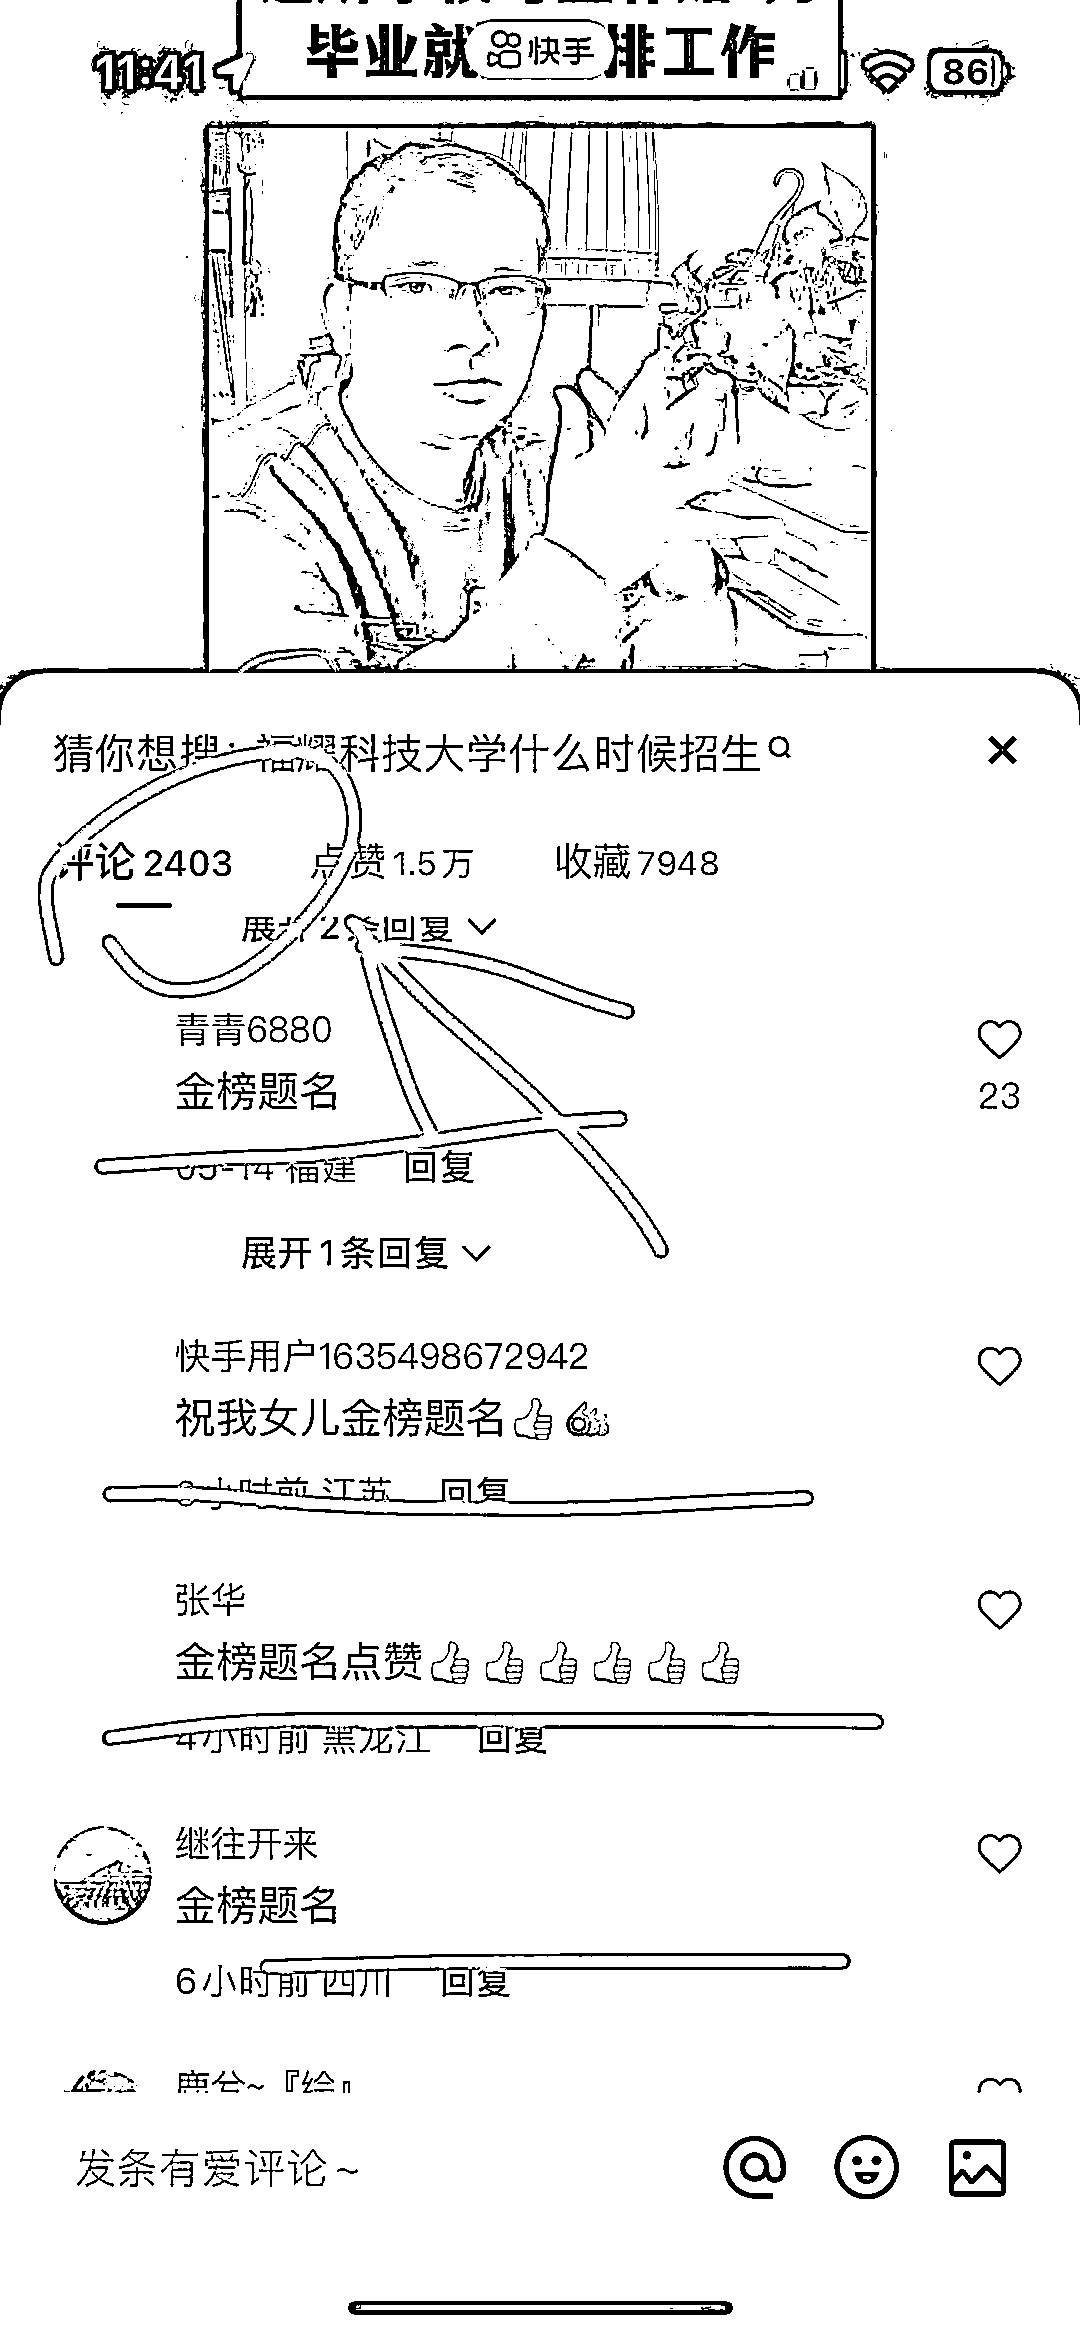 毕业就 快手 排工作
11:41
86
猜你想搜：福耀科技大学什么时候招生
评论 2403 点赞 1.5万 收藏 7948
展开 2条回复
青青6880
金榜题名
23
05-14 福建 回复
展开 1条回复
快手用户1635498672942
祝我女儿金榜题名👍
小时前 江苏 回复
张华
金榜题名点赞👍👍👍👍👍👍
4小时前 黑龙江 回复
继往开来
金榜题名
6小时前 四川 回复
发条有爱评论~